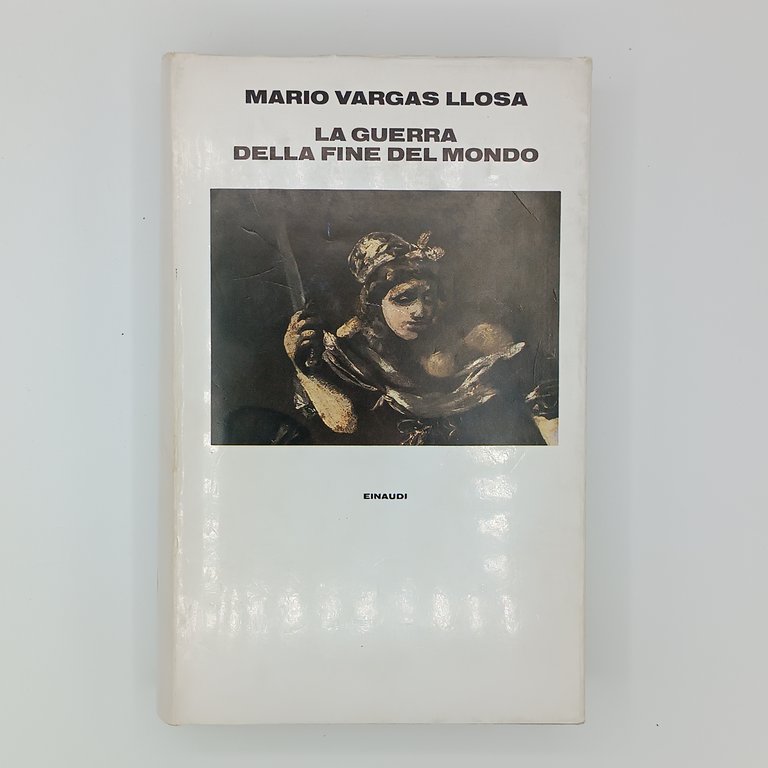 MARIO VARGAS LLOSA
LA GUERRA
DELLA FINE DEL MONDO
EINAUDI